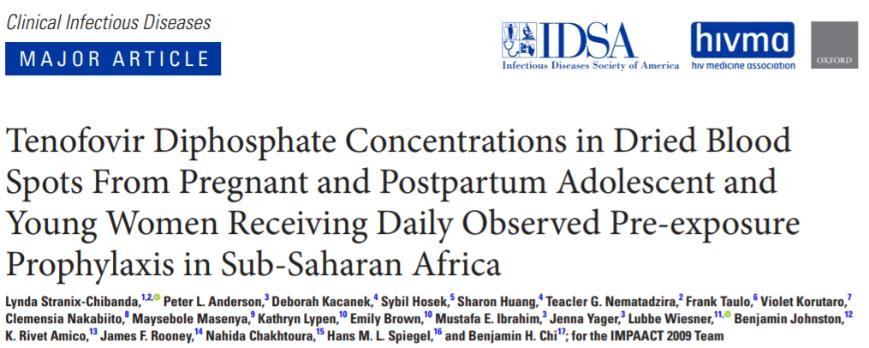 Clinical Infectious Diseases
MAJOR ARTICLE
IDSA
Infectious Diseases Society of America
hivma
hiv medicine association
OXFORD
Tenofovir Diphosphate Concentrations in Dried Blood
Spots From Pregnant and Postpartum Adolescent and
Young Women Receiving Daily Observed Pre-exposure
Prophylaxis in Sub-Saharan Africa
Lynda Stranix-Chibanda,1,2, Peter L. Anderson,3 Deborah Kacanek,4 Sybil Hosek,5 Sharon Huang,4 Teacler G. Nematadzira,2 Frank Taulo,6 Violet Korutaro,7
Clemensia Nakabiito,8 Maysebole Masenya,9 Kathryn Lypen,10 Emily Brown,10 Mustafa E. Ibrahim,3 Jenna Yager,3 Lubbe Wiesner,11, Benjamin Johnston,12
K. Rivet Amico,13 James F. Rooney,14 Nahida Chakhtoura,15 Hans M. L. Spiegel,16 and Benjamin H. Chi17; for the IMPAACT 2009 Team